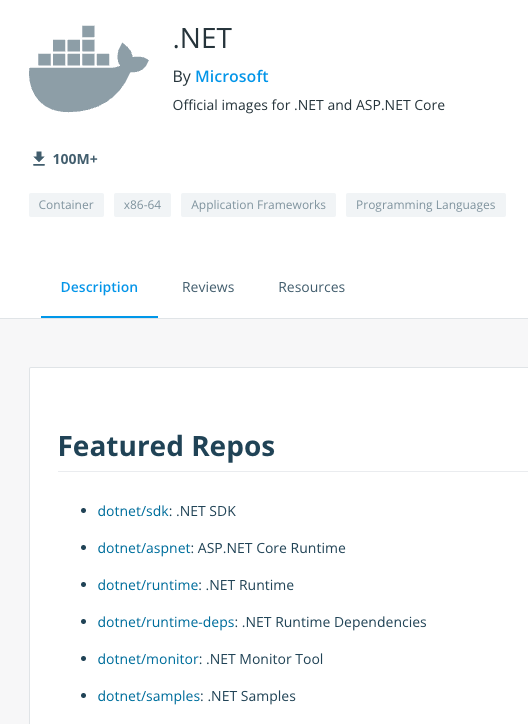 .NET
By Microsoft
Official images for .NET and ASP.NET Core
100M+
Container x86-64 Application Frameworks Programming Languages
Description Reviews Resources
Featured Repos
• dotnet/sdk: .NET SDK
• dotnet/aspnet: ASP.NET Core Runtime
• dotnet/runtime: .NET Runtime
• dotnet/runtime-deps: .NET Runtime Dependencies
• dotnet/monitor: .NET Monitor Tool
• dotnet/samples: .NET Samples